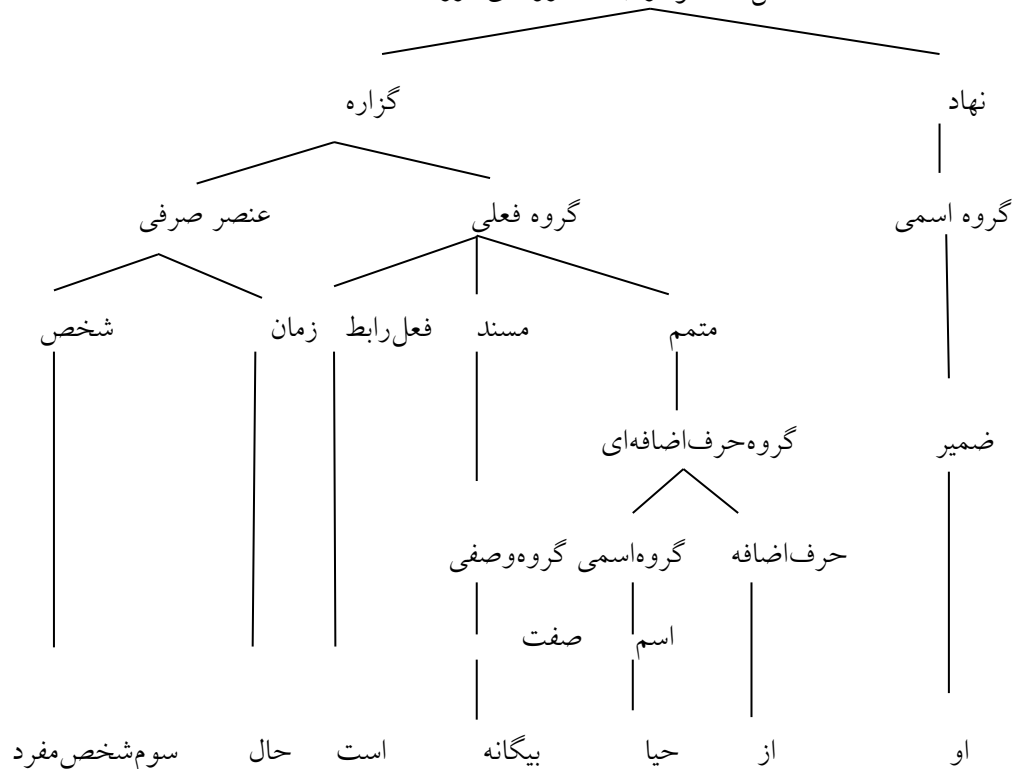 نهاد گزاره
گروه اسمی گروه فعلی عنصر صرفی
متمم مسند فعل‌رابط زمان شخص
ضمیر گروه‌حرف‌اضافه‌ای
حرف‌اضافه گروه‌اسمی گروه‌وصفی
اسم صفت
او از حیا بیگانه است حال سوم‌شخص‌مفرد